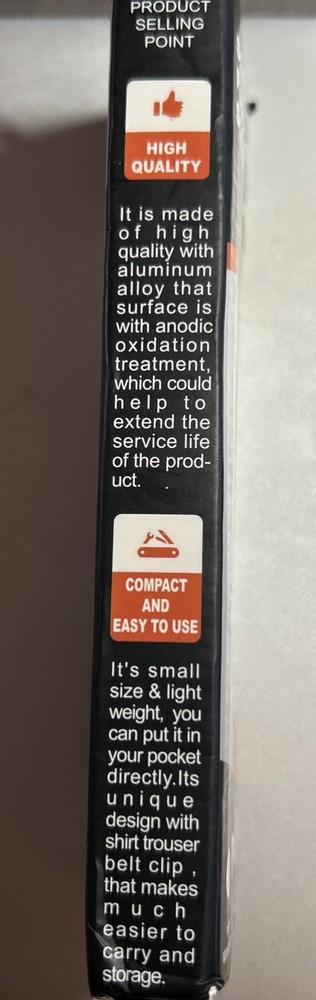 PRODUCT
SELLING
POINT
HIGH
QUALITY
It is made
of high
quality with
aluminum
alloy that
surface is
with anodic
oxidation
treatment,
which could
help to
extend the
service life
of the prod-
uct.
COMPACT
AND
EASY TO USE
It's small
size & light
weight, you
can put it in
your pocket
directly.Its
unique
design with
shirt trouser
belt clip ,
that makes
much
easier to
carry and
storage.